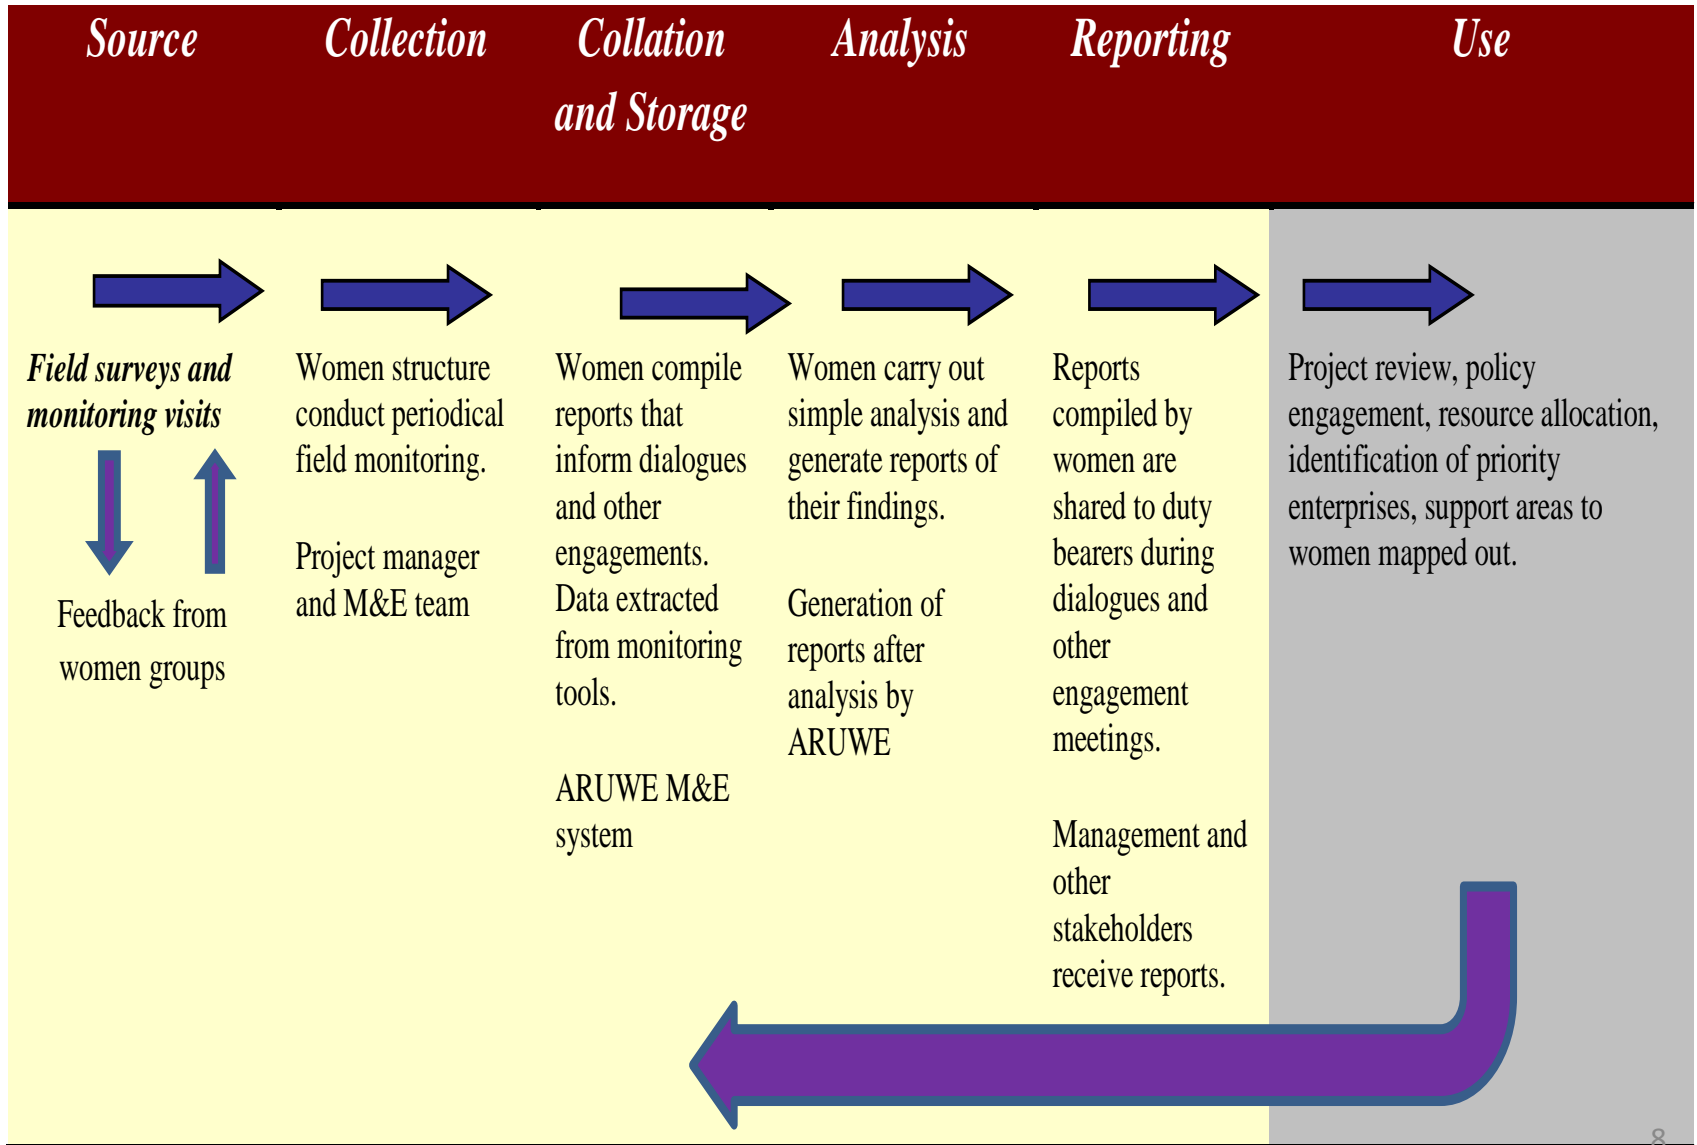 Source
Collection
Collation
and Storage
Analysis
Reporting
Use
Field surveys and
monitoring visits
Feedback from
women groups
Women structure
conduct periodical
field monitoring.
Project manager
and M&E team
Women compile
reports that
inform dialogues
and other
engagements.
Data extracted
from monitoring
tools.
ARUWE M&E
system
Women carry out
simple analysis and
generate reports of
their findings.
Generation of
reports after
analysis by
ARUWE
Reports
compiled by
women are
shared to duty
bearers during
dialogues and
other
engagement
meetings.
Management and
other
stakeholders
receive reports.
Project review, policy
engagement, resource allocation,
identification of priority
enterprises, support areas to
women mapped out.
8